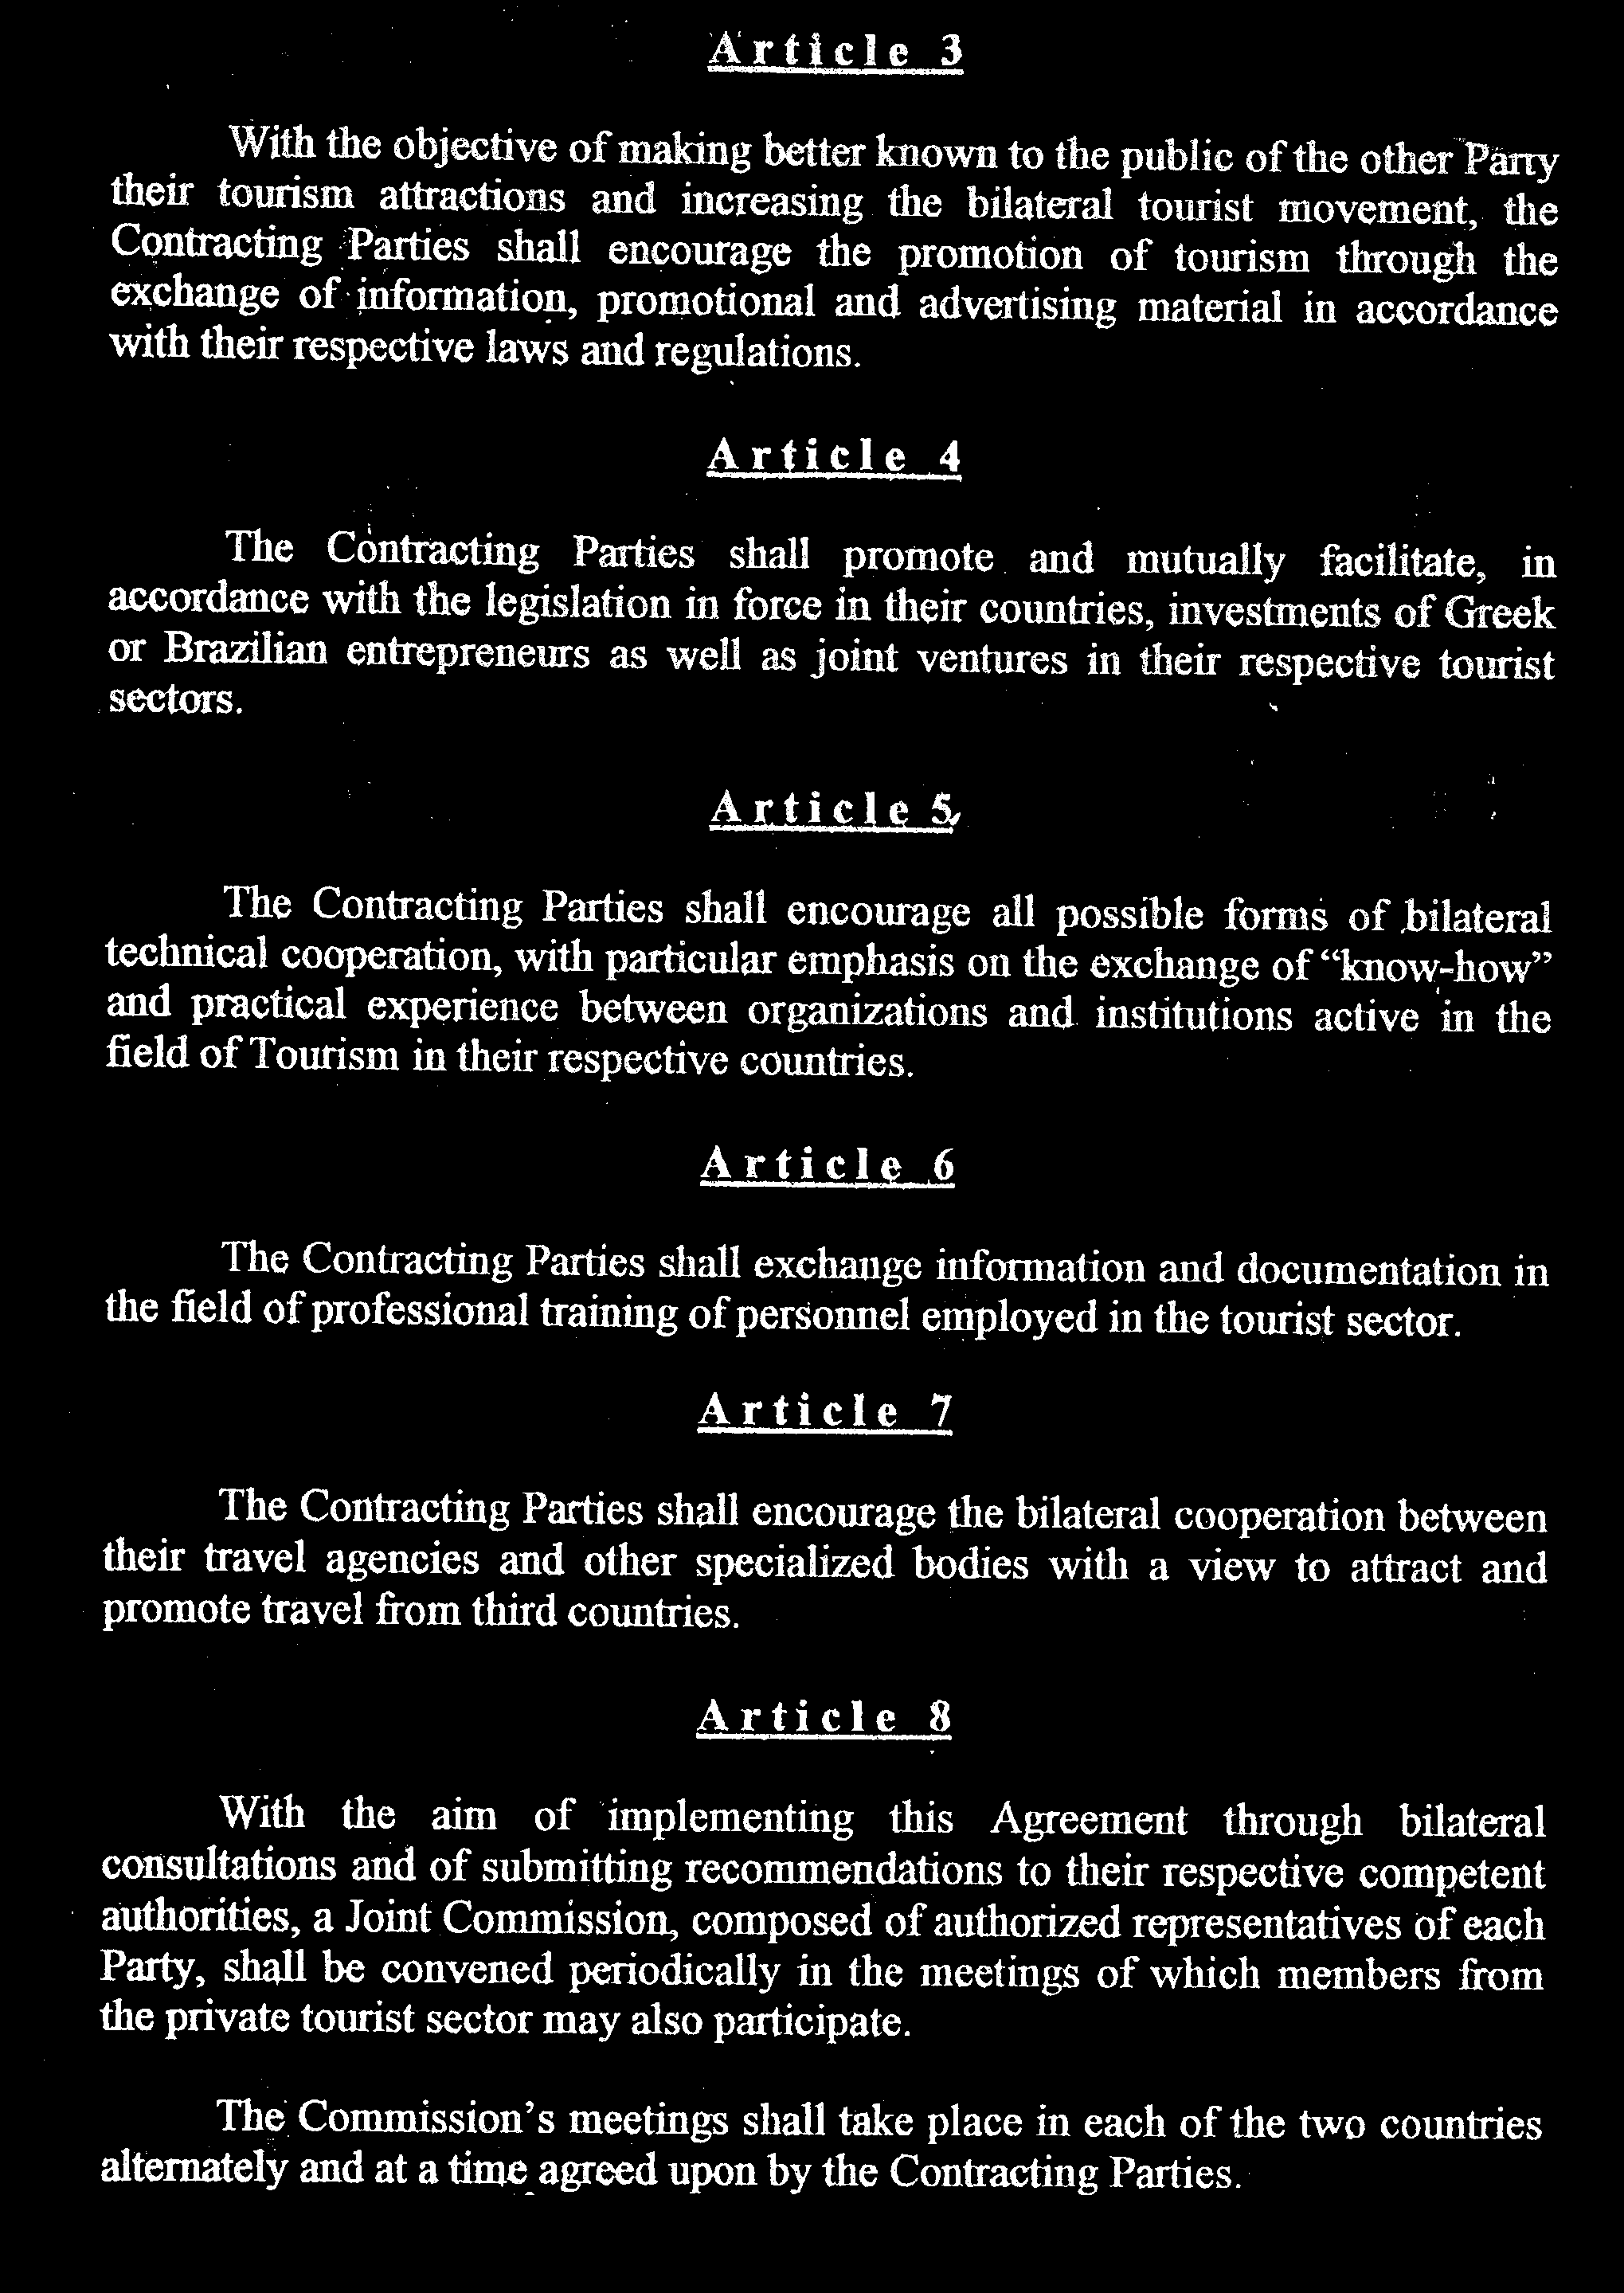 Article 3
With the objective of making better known to the public of the other Party
their tourism attractions and increasing the bilateral tourist movement, the
Contracting Parties shall encourage the promotion of tourism through the
exchange of information, promotional and advertising material in accordance
with their respective laws and regulations.
Article 4
The Contracting Parties shall promote and mutually facilitate, in
accordance with the legislation in force in their countries, investments of Greek
or Brazilian entrepreneurs as well as joint ventures in their respective tourist
sectors.
Article 5
The Contracting Parties shall encourage all possible forms of bilateral
technical cooperation, with particular emphasis on the exchange of “know-how”
and practical experience between organizations and institutions active in the
field of Tourism in their respective countries.
Article 6
The Contracting Parties shall exchange information and documentation in
the field of professional training of personnel employed in the tourist sector.
Article 7
The Contracting Parties shall encourage the bilateral cooperation between
their travel agencies and other specialized bodies with a view to attract and
promote travel from third countries.
Article 8
With the aim of implementing this Agreement through bilateral
consultations and of submitting recommendations to their respective competent
authorities, a Joint Commission, composed of authorized representatives of each
Party, shall be convened periodically in the meetings of which members from
the private tourist sector may also participate.
The Commission’s meetings shall take place in each of the two countries
alternately and at a time agreed upon by the Contracting Parties.